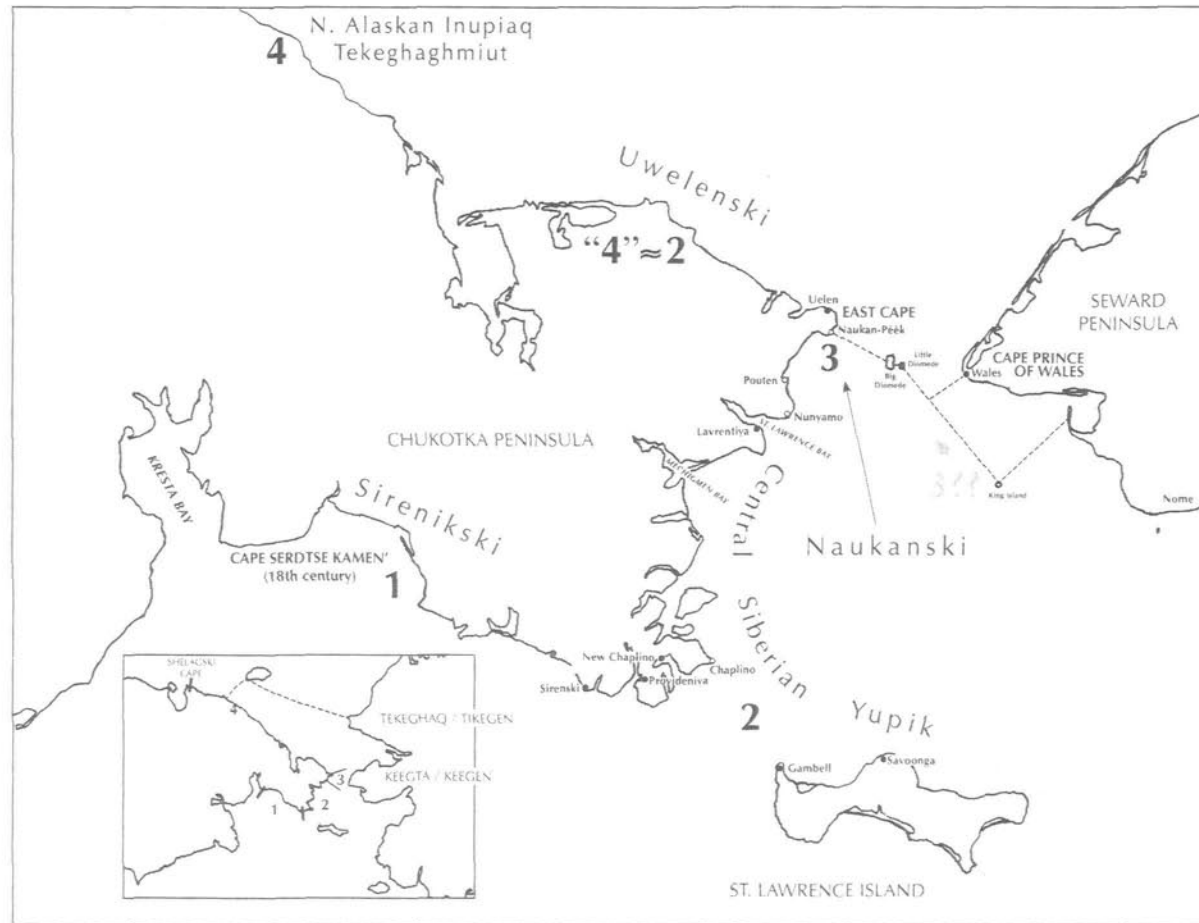 N. Alaskan Inupiaq
Tekeghaghmiut
4
Uwelenski
"4"≈2
Uelen
EAST CAPE
Naukan-Pēēk
3
Big
Diomede
Little
Diomede
SEWARD
PENINSULA
CAPE PRINCE
OF WALES
Wales
Pouten
Nunyamo
Lavrentiya
ST. LAWRENCE BAY
MECHIGMEN BAY
CHUKOTKA PENINSULA
KRESTA BAY
Sirenikski
CAPE SERDTSE KAMEN'
(18th century)
1
King Island
Nome
Naukanski
Central
Siberian
Yupik
2
New Chaplino
Chaplino
Provideniya
Sirenski
Gambell
Savoonga
ST. LAWRENCE ISLAND
SHELAGSKI
CAPE
4
TEKEGHAQ / TIKEGEN
KEEGTA / KEEGEN
3
1
2